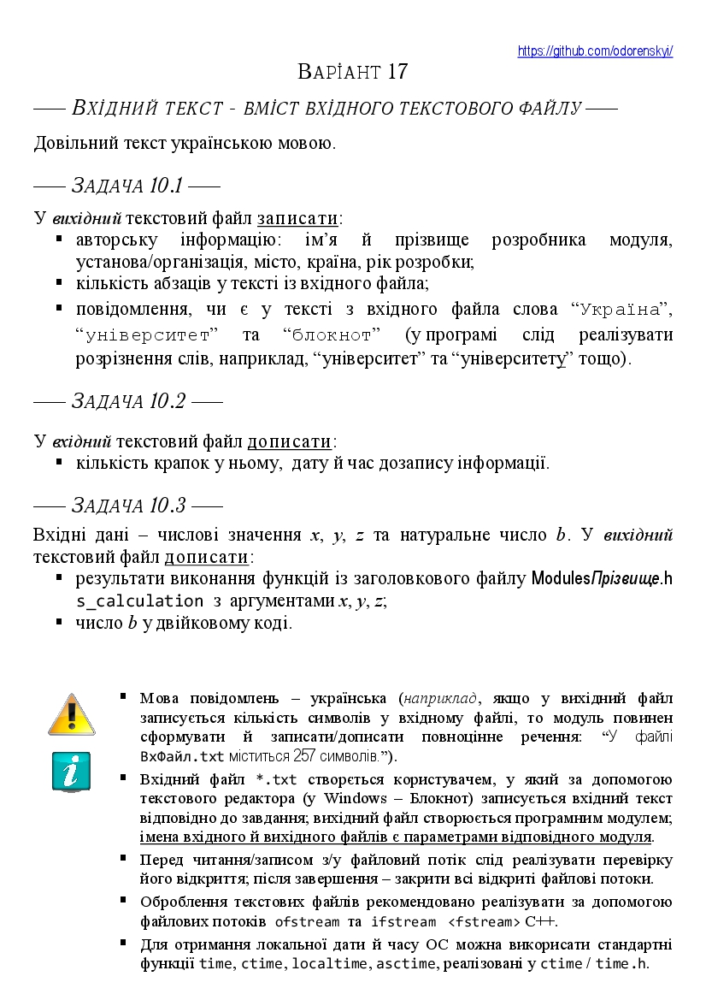 https://github.com/odorenskyi/
ВАРІАНТ 17
—— ВХІДНИЙ ТЕКСТ - ВМІСТ ВХІДНОГО ТЕКСТОВОГО ФАЙЛУ ——
Довільний текст українською мовою.
—— ЗАДАЧА 10.1 ——
У вихідний текстовий файл записати:
▪ авторську інформацію: ім’я й прізвище розробника модуля,
установа/організація, місто, країна, рік розробки;
▪ кількість абзаців у тексті із вхідного файла;
▪ повідомлення, чи є у тексті з вхідного файла слова “Україна”,
“університет” та “блокнот” (у програмі слід реалізувати
розрізнення слів, наприклад, “університет” та “університету” тощо).
—— ЗАДАЧА 10.2 ——
У вхідний текстовий файл дописати:
▪ кількість крапок у ньому, дату й час дозапису інформації.
—— ЗАДАЧА 10.3 ——
Вхідні дані – числові значення x, y, z та натуральне число b. У вихідний
текстовий файл дописати:
▪ результати виконання функцій із заголовкового файлу ModulesПрізвище.h
s_calculation з аргументами x, y, z;
▪ число b у двійковому коді.
▪ Мова повідомлень – українська (наприклад, якщо у вихідний файл
записується кількість символів у вхідному файлі, то модуль повинен
сформувати й записати/дописати повноцінне речення: “У файлі
ВхФайл.txt міститься 257 символів.”).
▪ Вхідний файл *.txt створється користувачем, у який за допомогою
текстового редактора (у Windows – Блокнот) записується вхідний текст
відповідно до завдання; вихідний файл створюється програмним модулем;
імена вхідного й вихідного файлів є параметрами відповідного модуля.
▪ Перед читання/записом з/у файловий потік слід реалізувати перевірку
його відкриття; після завершення – закрити всі відкриті файлові потоки.
▪ Оброблення текстових файлів рекомендовано реалізувати за допомогою
файлових потоків ofstream та ifstream <fstream> С++.
▪ Для отримання локальної дати й часу ОС можна використати стандартні
функції time, ctime, localtime, asctime, реалізовані у ctime / time.h.